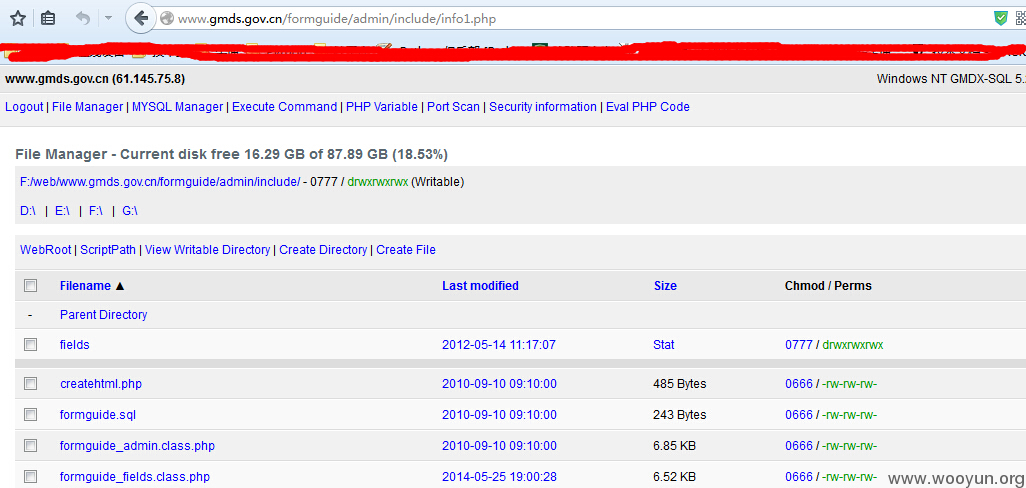 www.gmds.gov.cn/formguide/admin/include/info1.php
www.gmds.gov.cn (61.145.75.8) Windows NT GMDX-SQL 5.
Logout | File Manager | MYSQL Manager | Execute Command | PHP Variable | Port Scan | Security information | Eval PHP Code
File Manager - Current disk free 16.29 GB of 87.89 GB (18.53%)
F:/web/www.gmds.gov.cn/formguide/admin/include/ - 0777 / drwxrwxrwx (Writable)
D:\ | E:\ | F:\ | G:\
WebRoot | ScriptPath | View Writable Directory | Create Directory | Create File
Filename ▲ Last modified Size Chmod / Perms
- Parent Directory
fields 2012-05-14 11:17:07 Stat 0777 / drwxrwxrwx
createhtml.php 2010-09-10 09:10:00 485 Bytes 0666 / -rw-rw-rw-
formguide.sql 2010-09-10 09:10:00 243 Bytes 0666 / -rw-rw-rw-
formguide_admin.class.php 2010-09-10 09:10:00 6.85 KB 0666 / -rw-rw-rw-
formguide_fields.class.php 2014-05-25 19:00:28 6.52 KB 0666 / -rw-rw-rw-
www.wooyun.org